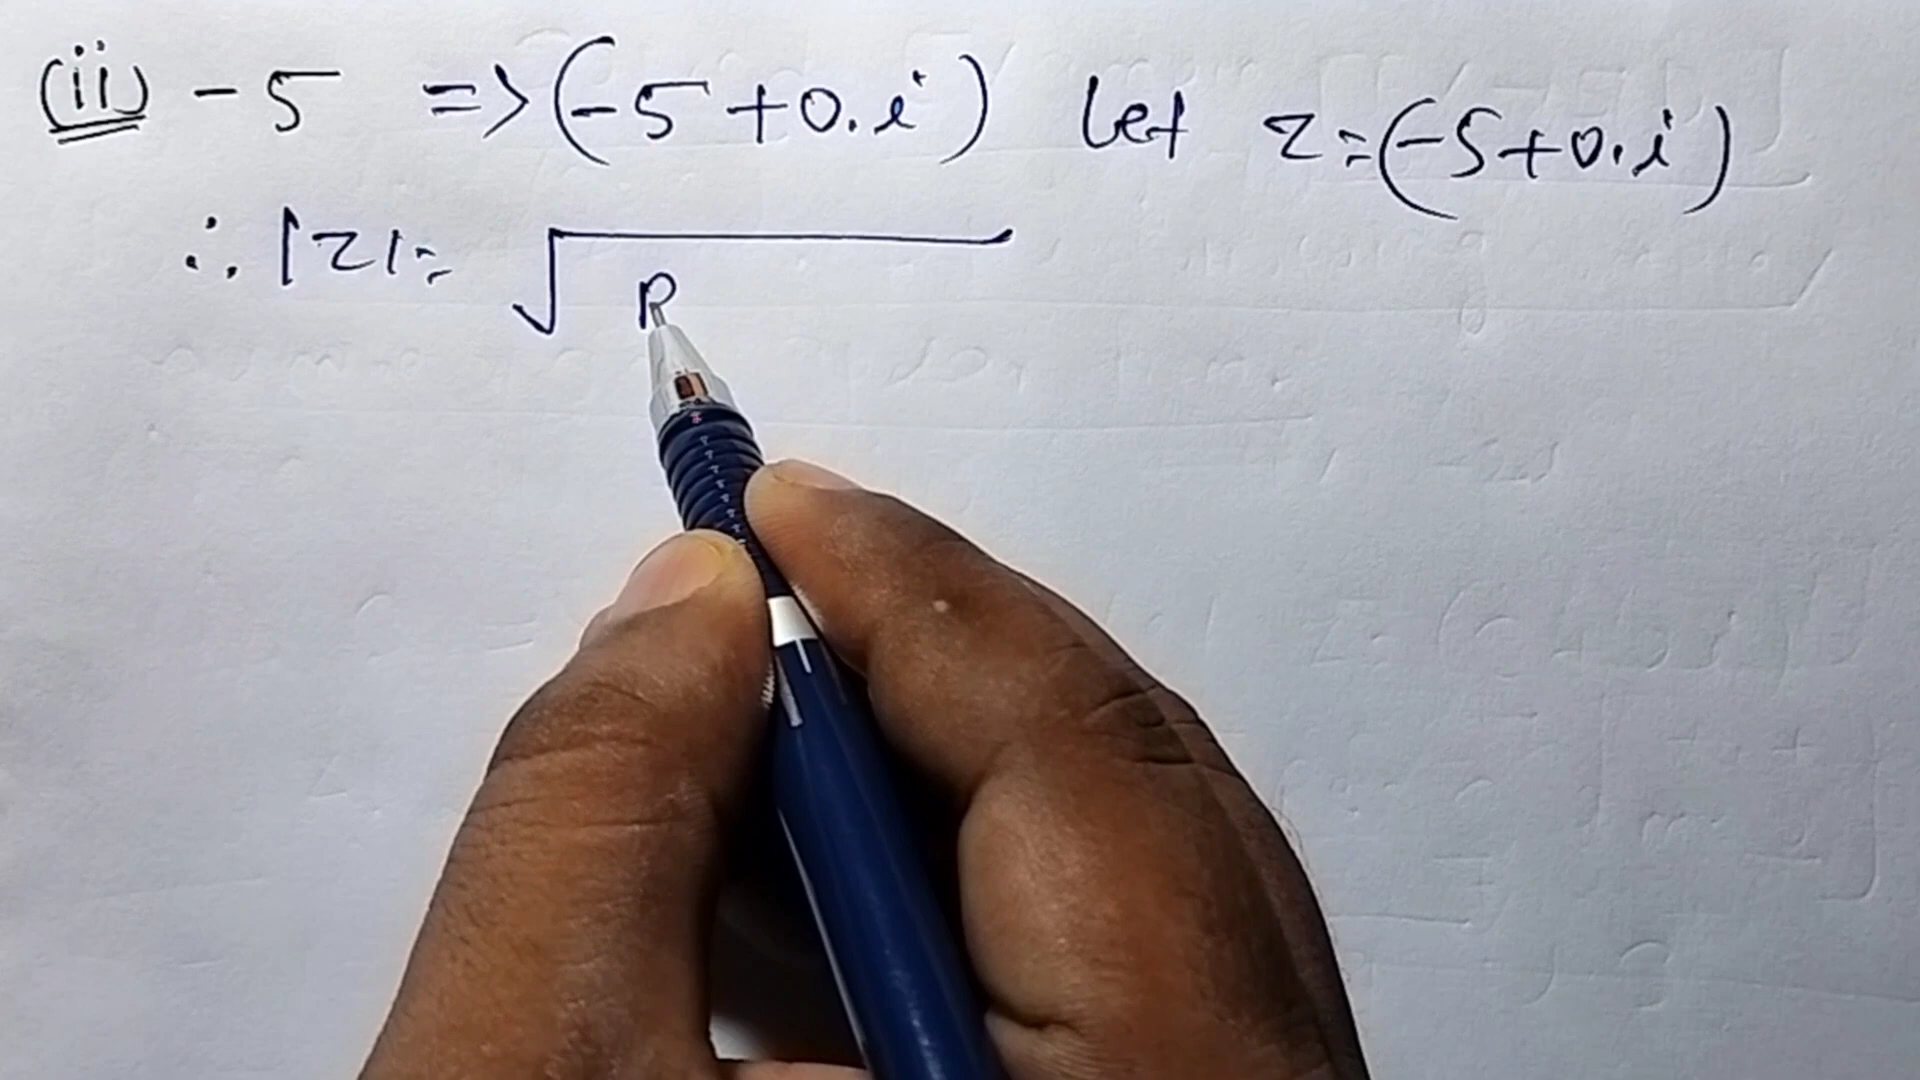 (ii) -5 => (-5+0.i) Let z=(-5+0.i)
∴ |z| = √ R